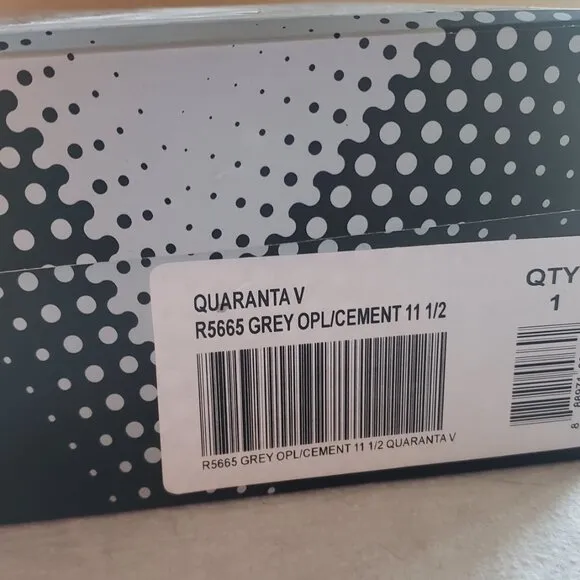 QUARANTA V
R5665 GREY OPL/CEMENT 11 1/2
R5665 GREY OPL/CEMENT 11 1/2 QUARANTA V
QTY
1